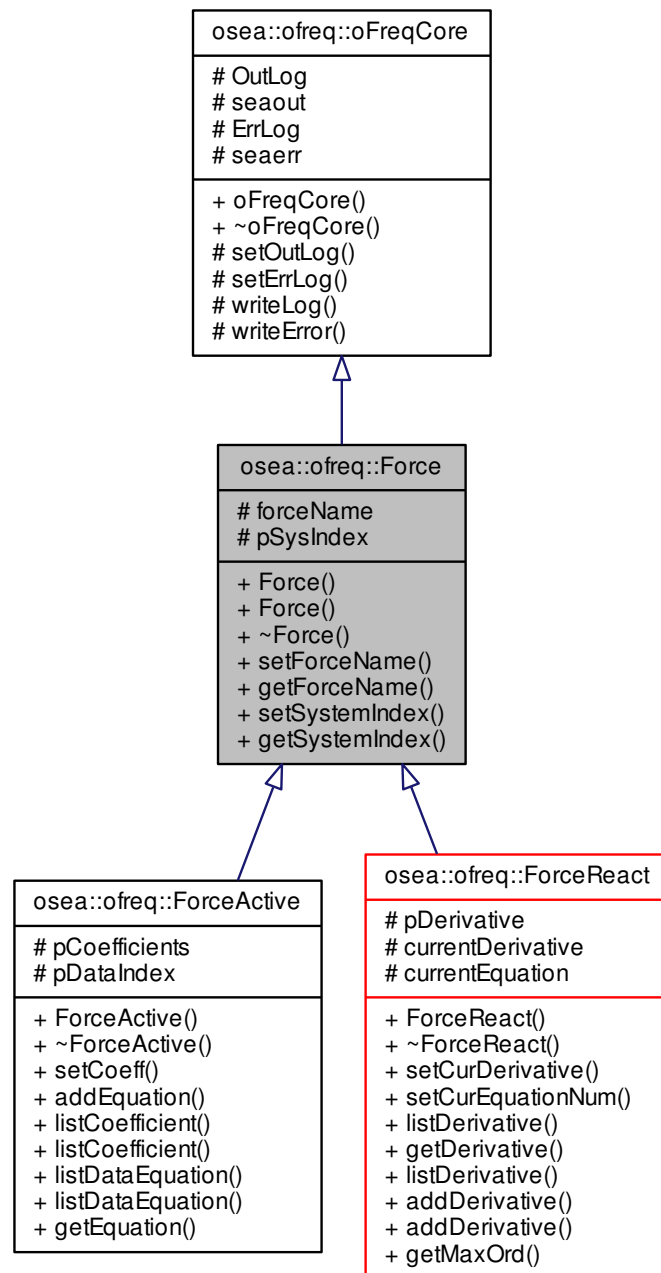 osea::ofreq::oFreqCore
# OutLog
# seaout
# ErrLog
# seaerr
+ oFreqCore()
+ ~oFreqCore()
# setOutLog()
# setErrLog()
# writeLog()
# writeError()
osea::ofreq::Force
# forceName
# pSysIndex
+ Force()
+ Force()
+ ~Force()
+ setForceName()
+ getForceName()
+ setSystemIndex()
+ getSystemIndex()
osea::ofreq::ForceActive
# pCoefficients
# pDataIndex
+ ForceActive()
+ ~ForceActive()
+ setCoeff()
+ addEquation()
+ listCoefficient()
+ listCoefficient()
+ listDataEquation()
+ listDataEquation()
+ getEquation()
osea::ofreq::ForceReact
# pDerivative
# currentDerivative
# currentEquation
+ ForceReact()
+ ~ForceReact()
+ setCurDerivative()
+ setCurEquationNum()
+ listDerivative()
+ getDerivative()
+ listDerivative()
+ addDerivative()
+ addDerivative()
+ getMaxOrd()